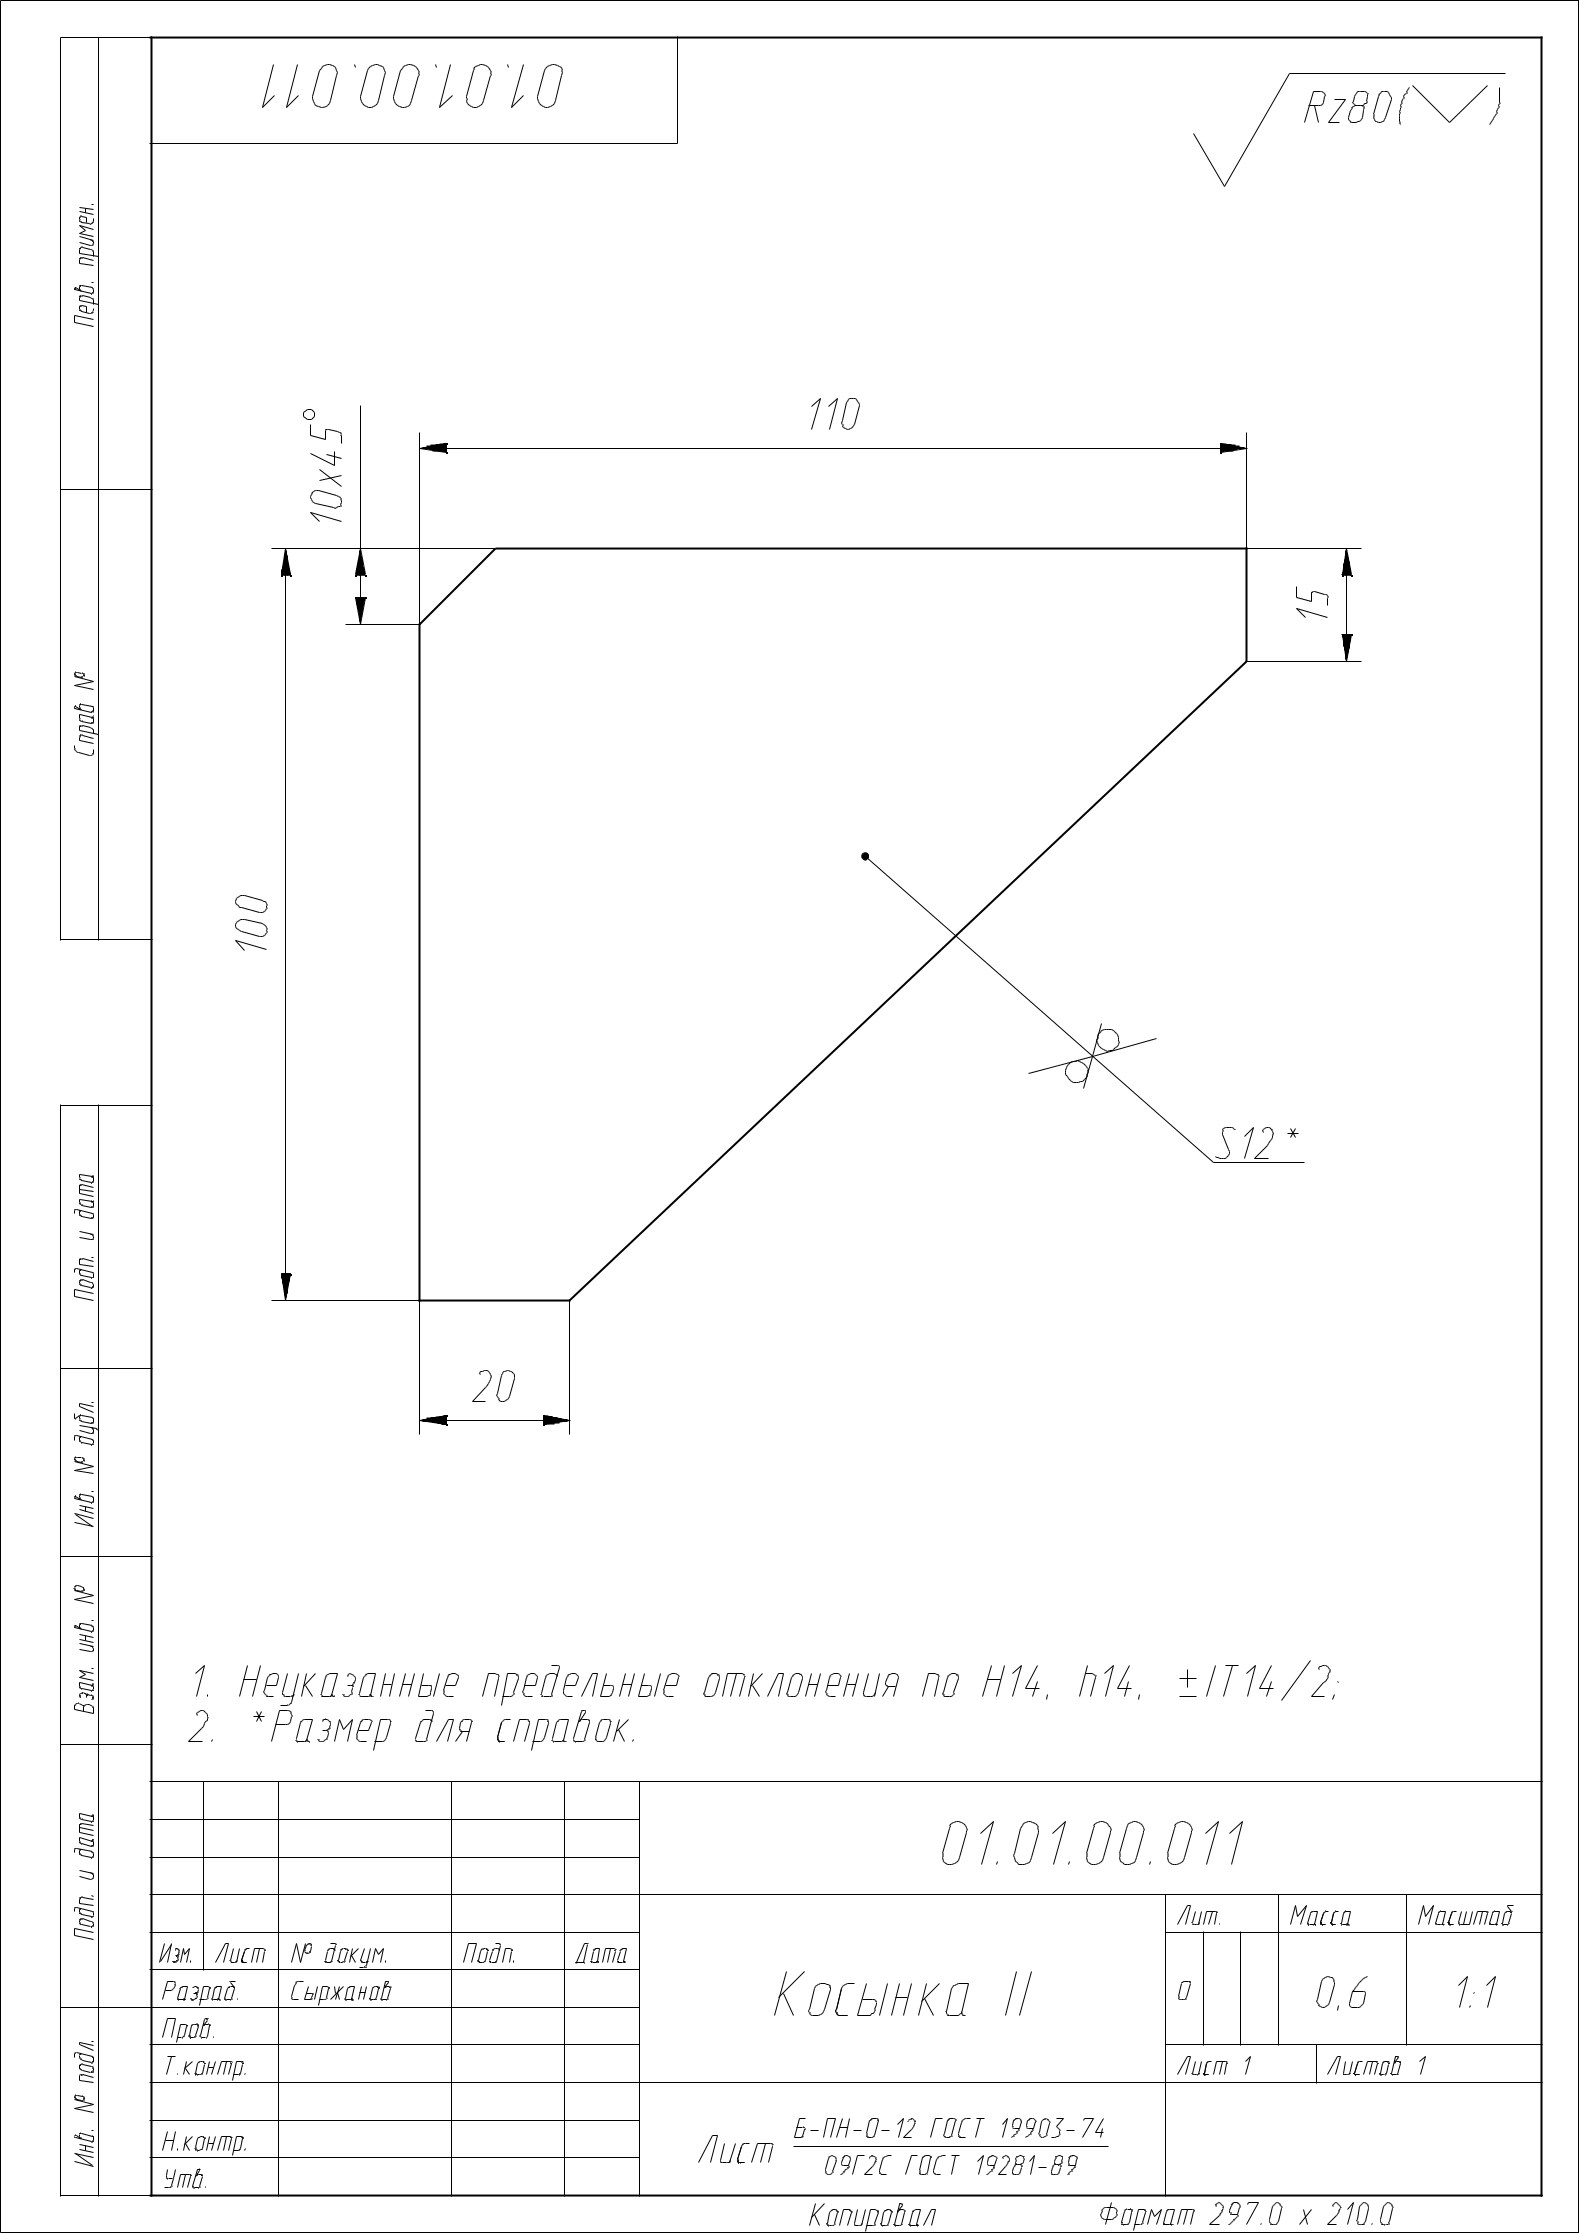 01.01.00.011
Rz80( )
Перв. примен.
Справ №
Подп. и дата
Инв. № дубл.
Взам. инв. №
Подп. и дата
Инв. № подл.
110
10x45°
15
100
S12*
20
1. Неуказанные предельные отклонения по H14, h14, ±IT14/2;
2. *Размер для справок.
01.01.00.011
Лит. Масса Масштаб
Изм. Лист № докум. Подп. Дата
Разраб. Сыржанов
Косынка II
а 0,6 1:1
Пров.
Т.контр.
Лист 1 Листов 1
Н.контр.
Утв.
Лист Б-ПН-О-12 ГОСТ 19903-74
09Г2С ГОСТ 19281-89
Копировал Формат 297.0 x 210.0